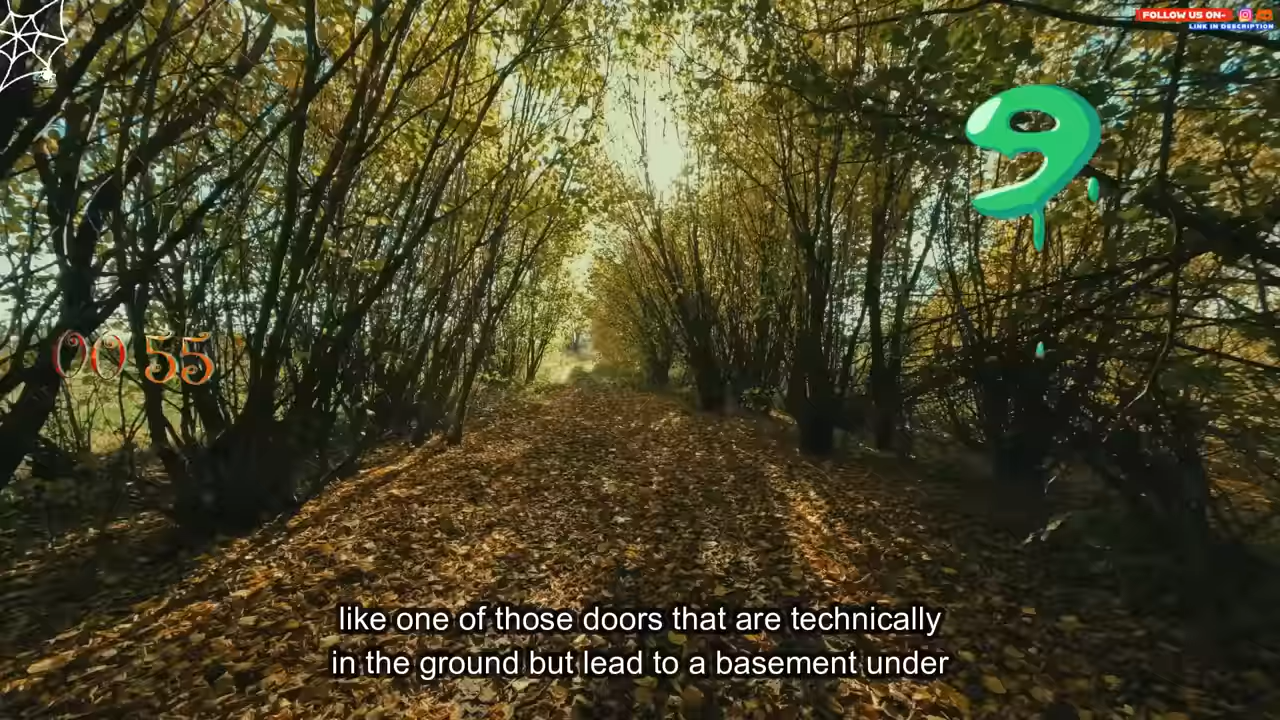 FOLLOW US ON-
LINK IN DESCRIPTION
9
00 55
like one of those doors that are technically
in the ground but lead to a basement under